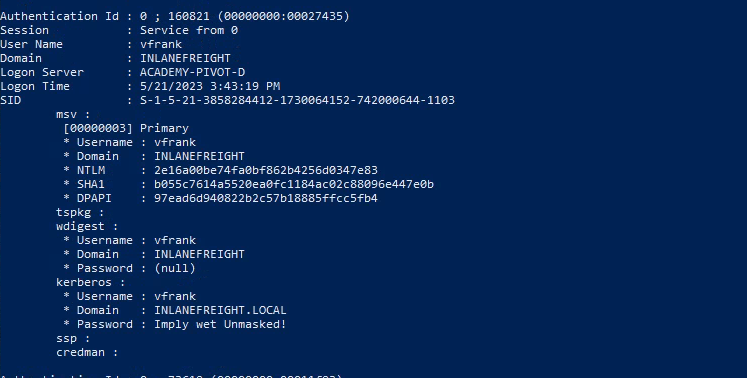 Authentication Id : 0 ; 160821 (00000000:00027435)
Session           : Service from 0
User Name         : vfrank
Domain            : INLANEFREIGHT
Logon Server      : ACADEMY-PIVOT-D
Logon Time        : 5/21/2023 3:43:19 PM
SID               : S-1-5-21-3858284412-1730064152-742000644-1103
        msv :
         [00000003] Primary
         * Username : vfrank
         * Domain   : INLANEFREIGHT
         * NTLM     : 2e16a00be74fa0bf862b4256d0347e83
         * SHA1     : b055c7614a5520ea0fc1184ac02c88096e447e0b
         * DPAPI    : 97ead6d940822b2c57b18885ffcc5fb4
        tspkg :
        wdigest :
         * Username : vfrank
         * Domain   : INLANEFREIGHT
         * Password : (null)
        kerberos :
         * Username : vfrank
         * Domain   : INLANEFREIGHT.LOCAL
         * Password : Imply wet Unmasked!
        ssp :
        credman :